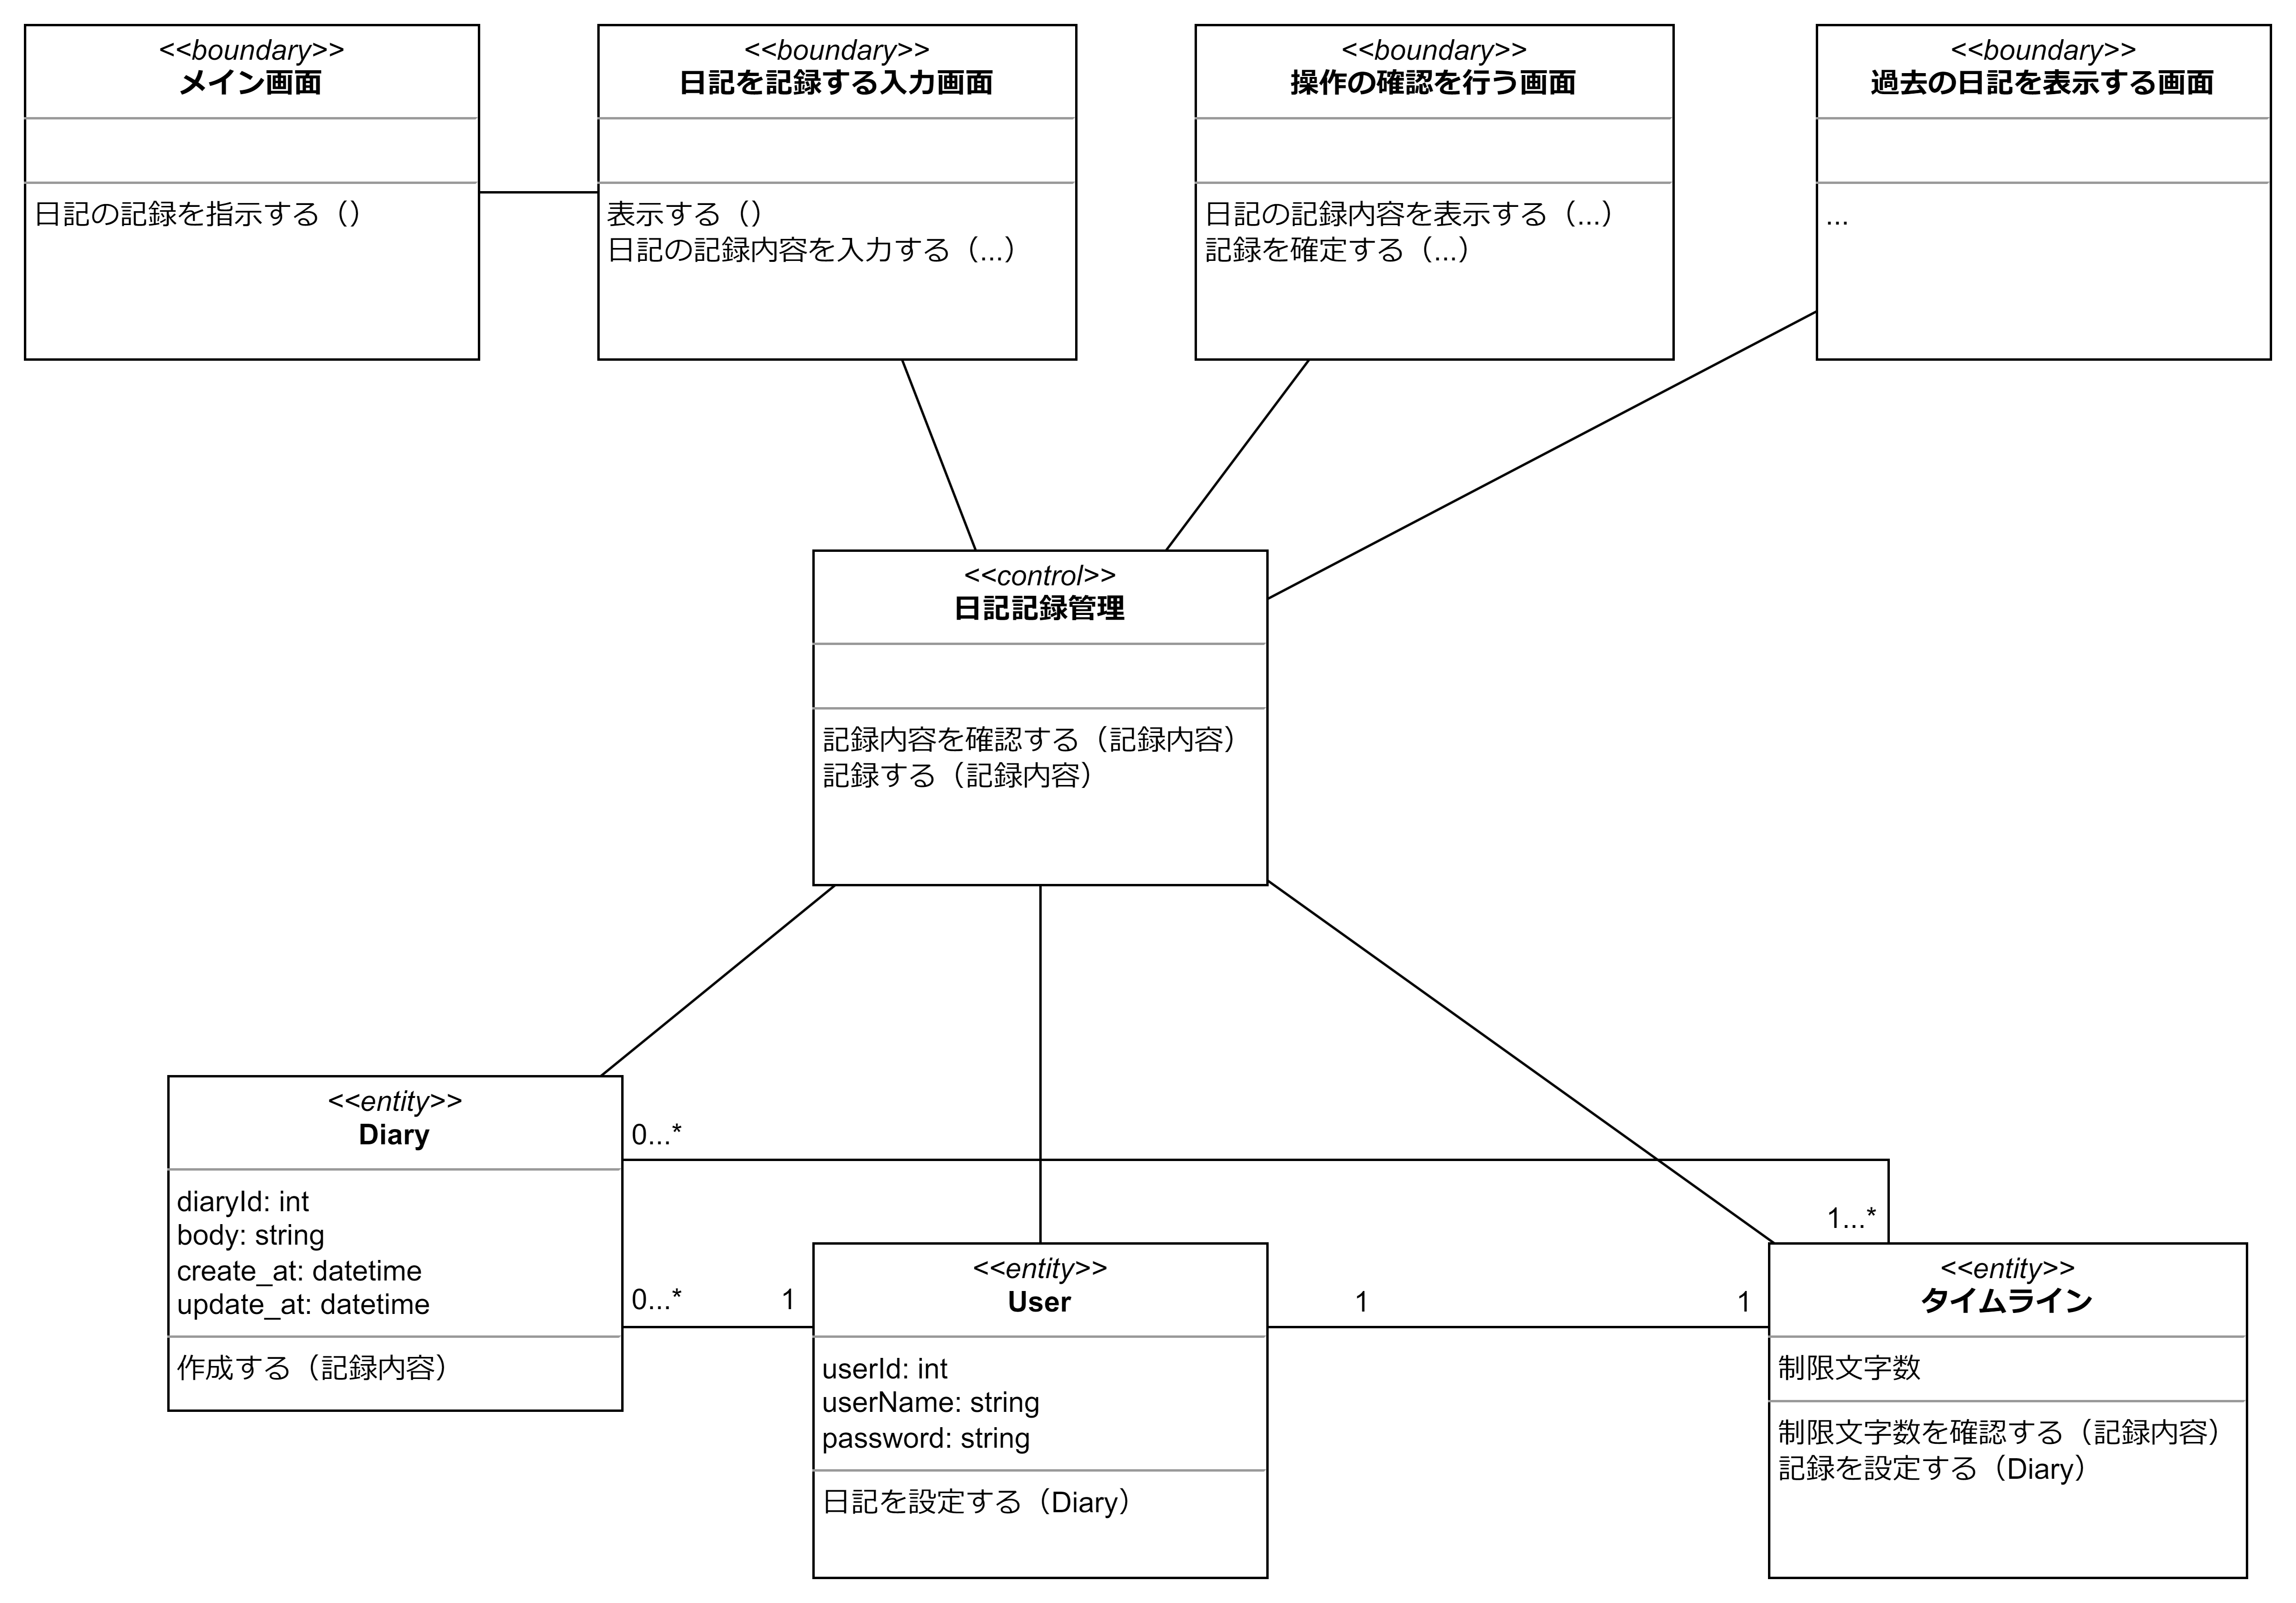 <<boundary>>
メイン画面
日記の記録を指示する（）
<<boundary>>
日記を記録する入力画面
表示する（）
日記の記録内容を入力する（...）
<<boundary>>
操作の確認を行う画面
日記の記録内容を表示する（...）
記録を確定する（...）
<<boundary>>
過去の日記を表示する画面
...
<<control>>
日記記録管理
記録内容を確認する（記録内容）
記録する（記録内容）
<<entity>>
Diary
diaryId: int
body: string
create_at: datetime
update_at: datetime
作成する（記録内容）
0...*
1...*
0...*
1
<<entity>>
User
userId: int
userName: string
password: string
日記を設定する（Diary）
1
1
<<entity>>
タイムライン
制限文字数
制限文字数を確認する（記録内容）
記録を設定する（Diary）